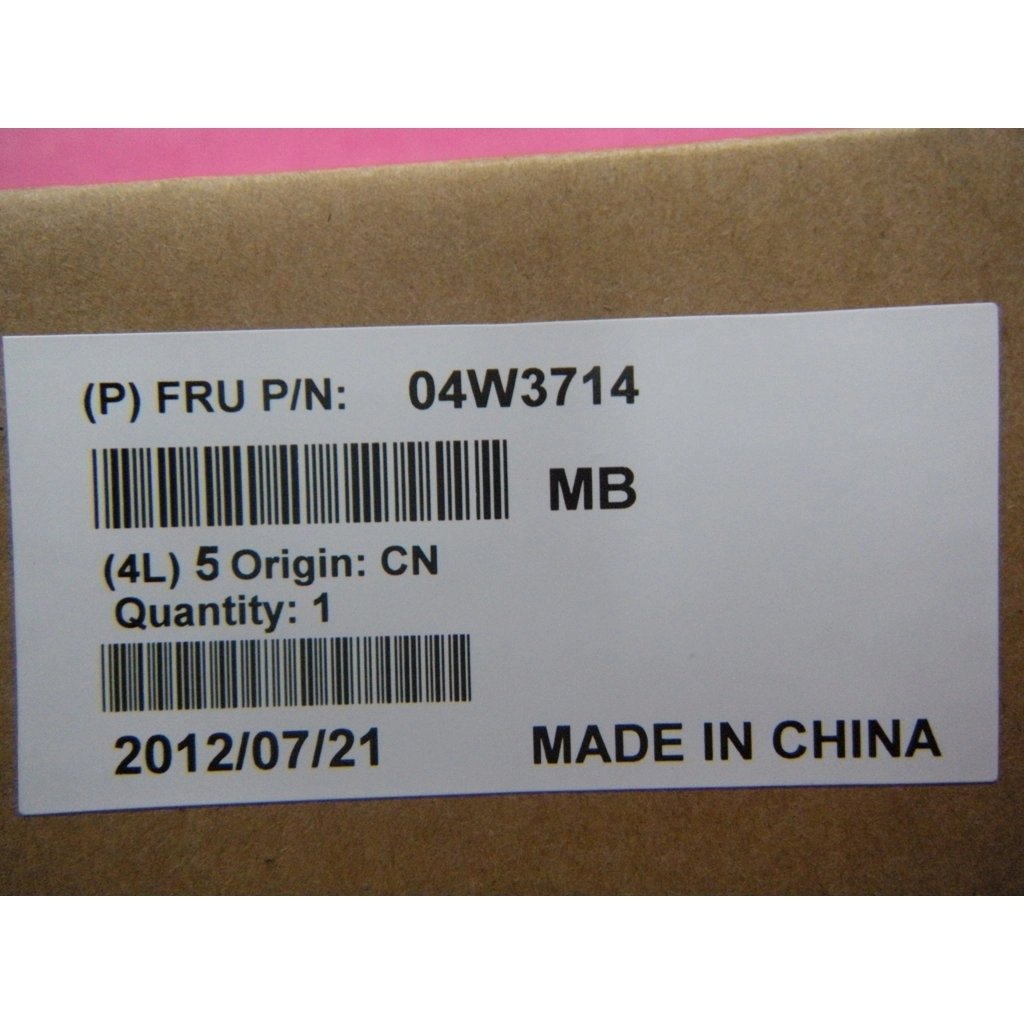 (P) FRU P/N: 04W3714
MB
(4L) 5 Origin: CN
Quantity: 1
2012/07/21 MADE IN CHINA